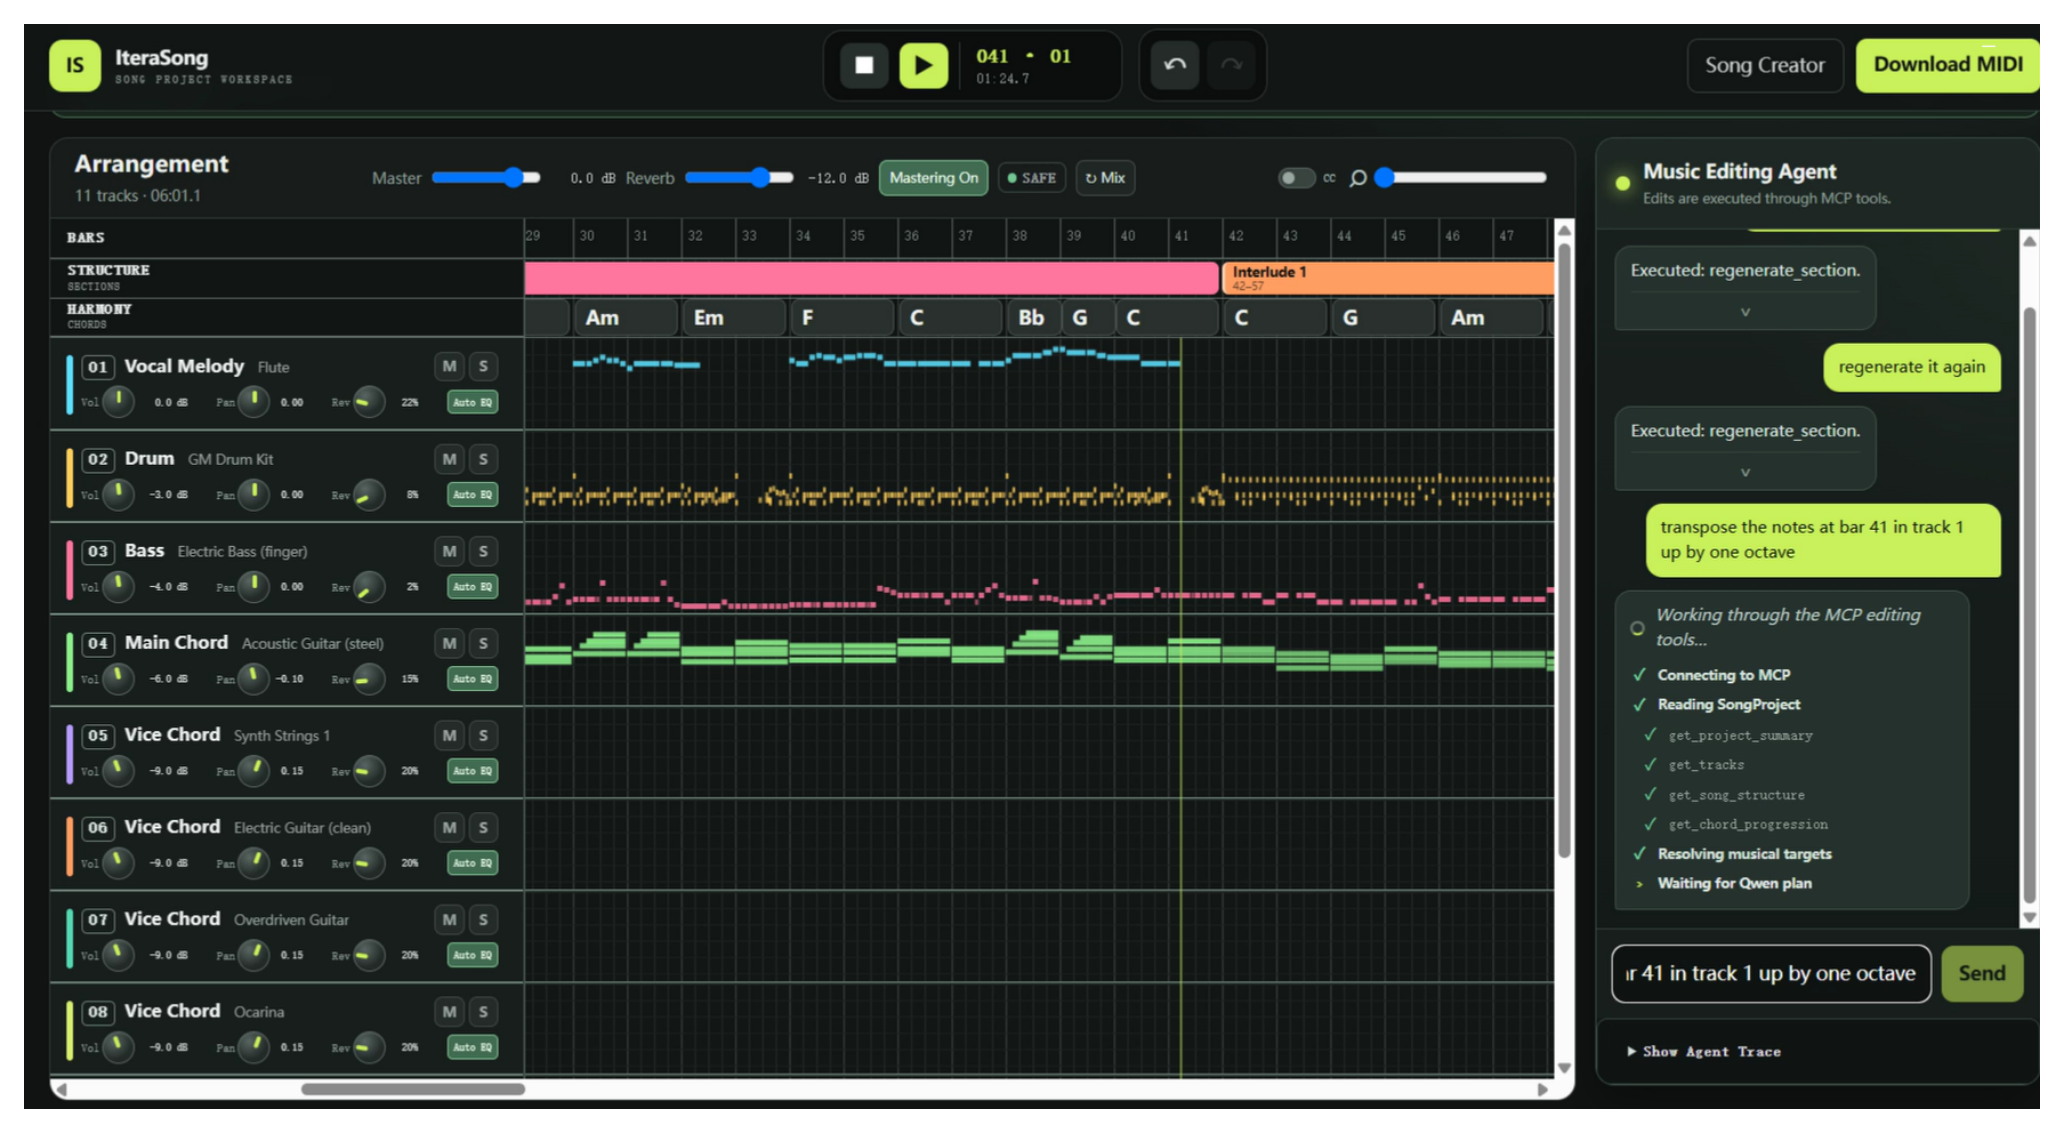 IS
IteraSong
SONG PROJECT WORKSPACE
041 • 01
01:24.7
Song Creator
Download MIDI
Arrangement
11 tracks · 06:01.1
Master
0.0 dB
Reverb
-12.0 dB
Mastering On
SAFE
↻ Mix
cc
BARS
29 30 31 32 33 34 35 36 37 38 39 40 41 42 43 44 45 46 47
STRUCTURE
SECTIONS
Interlude 1
42–57
HARMONY
CHORDS
Am Em F C Bb G C C G Am
01 Vocal Melody Flute M S
Vol 0.0 dB Pan 0.00 Rev 22% Auto EQ
02 Drum GM Drum Kit M S
Vol -3.0 dB Pan 0.00 Rev 8% Auto EQ
03 Bass Electric Bass (finger) M S
Vol -4.0 dB Pan 0.00 Rev 2% Auto EQ
04 Main Chord Acoustic Guitar (steel) M S
Vol -6.0 dB Pan -0.10 Rev 15% Auto EQ
05 Vice Chord Synth Strings 1 M S
Vol -9.0 dB Pan 0.15 Rev 20% Auto EQ
06 Vice Chord Electric Guitar (clean) M S
Vol -9.0 dB Pan 0.15 Rev 20% Auto EQ
07 Vice Chord Overdriven Guitar M S
Vol -9.0 dB Pan 0.15 Rev 20% Auto EQ
08 Vice Chord Ocarina M S
Vol -9.0 dB Pan 0.15 Rev 20% Auto EQ
Music Editing Agent
Edits are executed through MCP tools.
Executed: regenerate_section.
regenerate it again
Executed: regenerate_section.
transpose the notes at bar 41 in track 1
up by one octave
Working through the MCP editing
tools...
✓ Connecting to MCP
✓ Reading SongProject
✓ get_project_summary
✓ get_tracks
✓ get_song_structure
✓ get_chord_progression
✓ Resolving musical targets
› Waiting for Qwen plan
ar 41 in track 1 up by one octave
Send
▶ Show Agent Trace